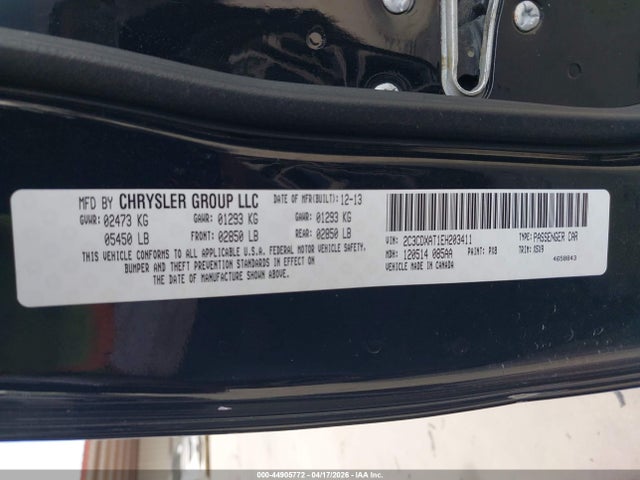 MFD BY CHRYSLER GROUP LLC DATE OF MFR(BUILT): 12-13
GVWR: 02473 KG GAWR: 01293 KG GAWR: 01293 KG
05450 LB FRONT: 02850 LB REAR: 02850 LB
THIS VEHICLE CONFORMS TO ALL APPLICABLE U.S.A. FEDERAL MOTOR VEHICLE SAFETY,
BUMPER AND THEFT PREVENTION STANDARDS IN EFFECT ON
THE DATE OF MANUFACTURE SHOWN ABOVE.
VIN: 2C3CDXAT1EH203411 TYPE: PASSENGER CAR
MDH: 120514 085AA PAINT: PX8 TRIM: X5X9
VEHICLE MADE IN CANADA 4650843
000-44905772 - 04/17/2026 - IAA Inc.